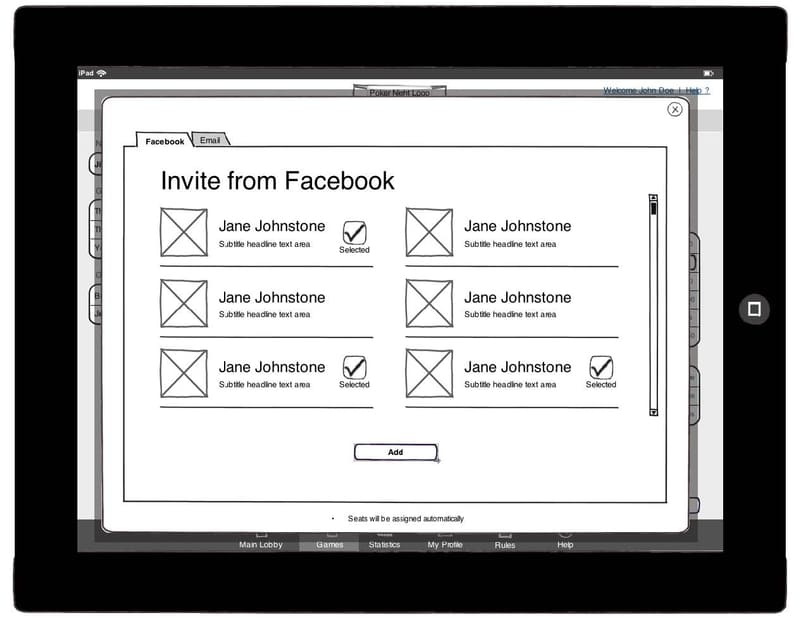 iPad
Poker Night Logo
Welcome John Doe | Help ?
Facebook
Email
Invite from Facebook
Jane Johnstone
Subtitle headline text area
Selected
Jane Johnstone
Subtitle headline text area
Jane Johnstone
Subtitle headline text area
Jane Johnstone
Subtitle headline text area
Jane Johnstone
Subtitle headline text area
Selected
Jane Johnstone
Subtitle headline text area
Selected
Add
• Seats will be assigned automatically
Main Lobby
Games
Statistics
My Profile
Rules
Help